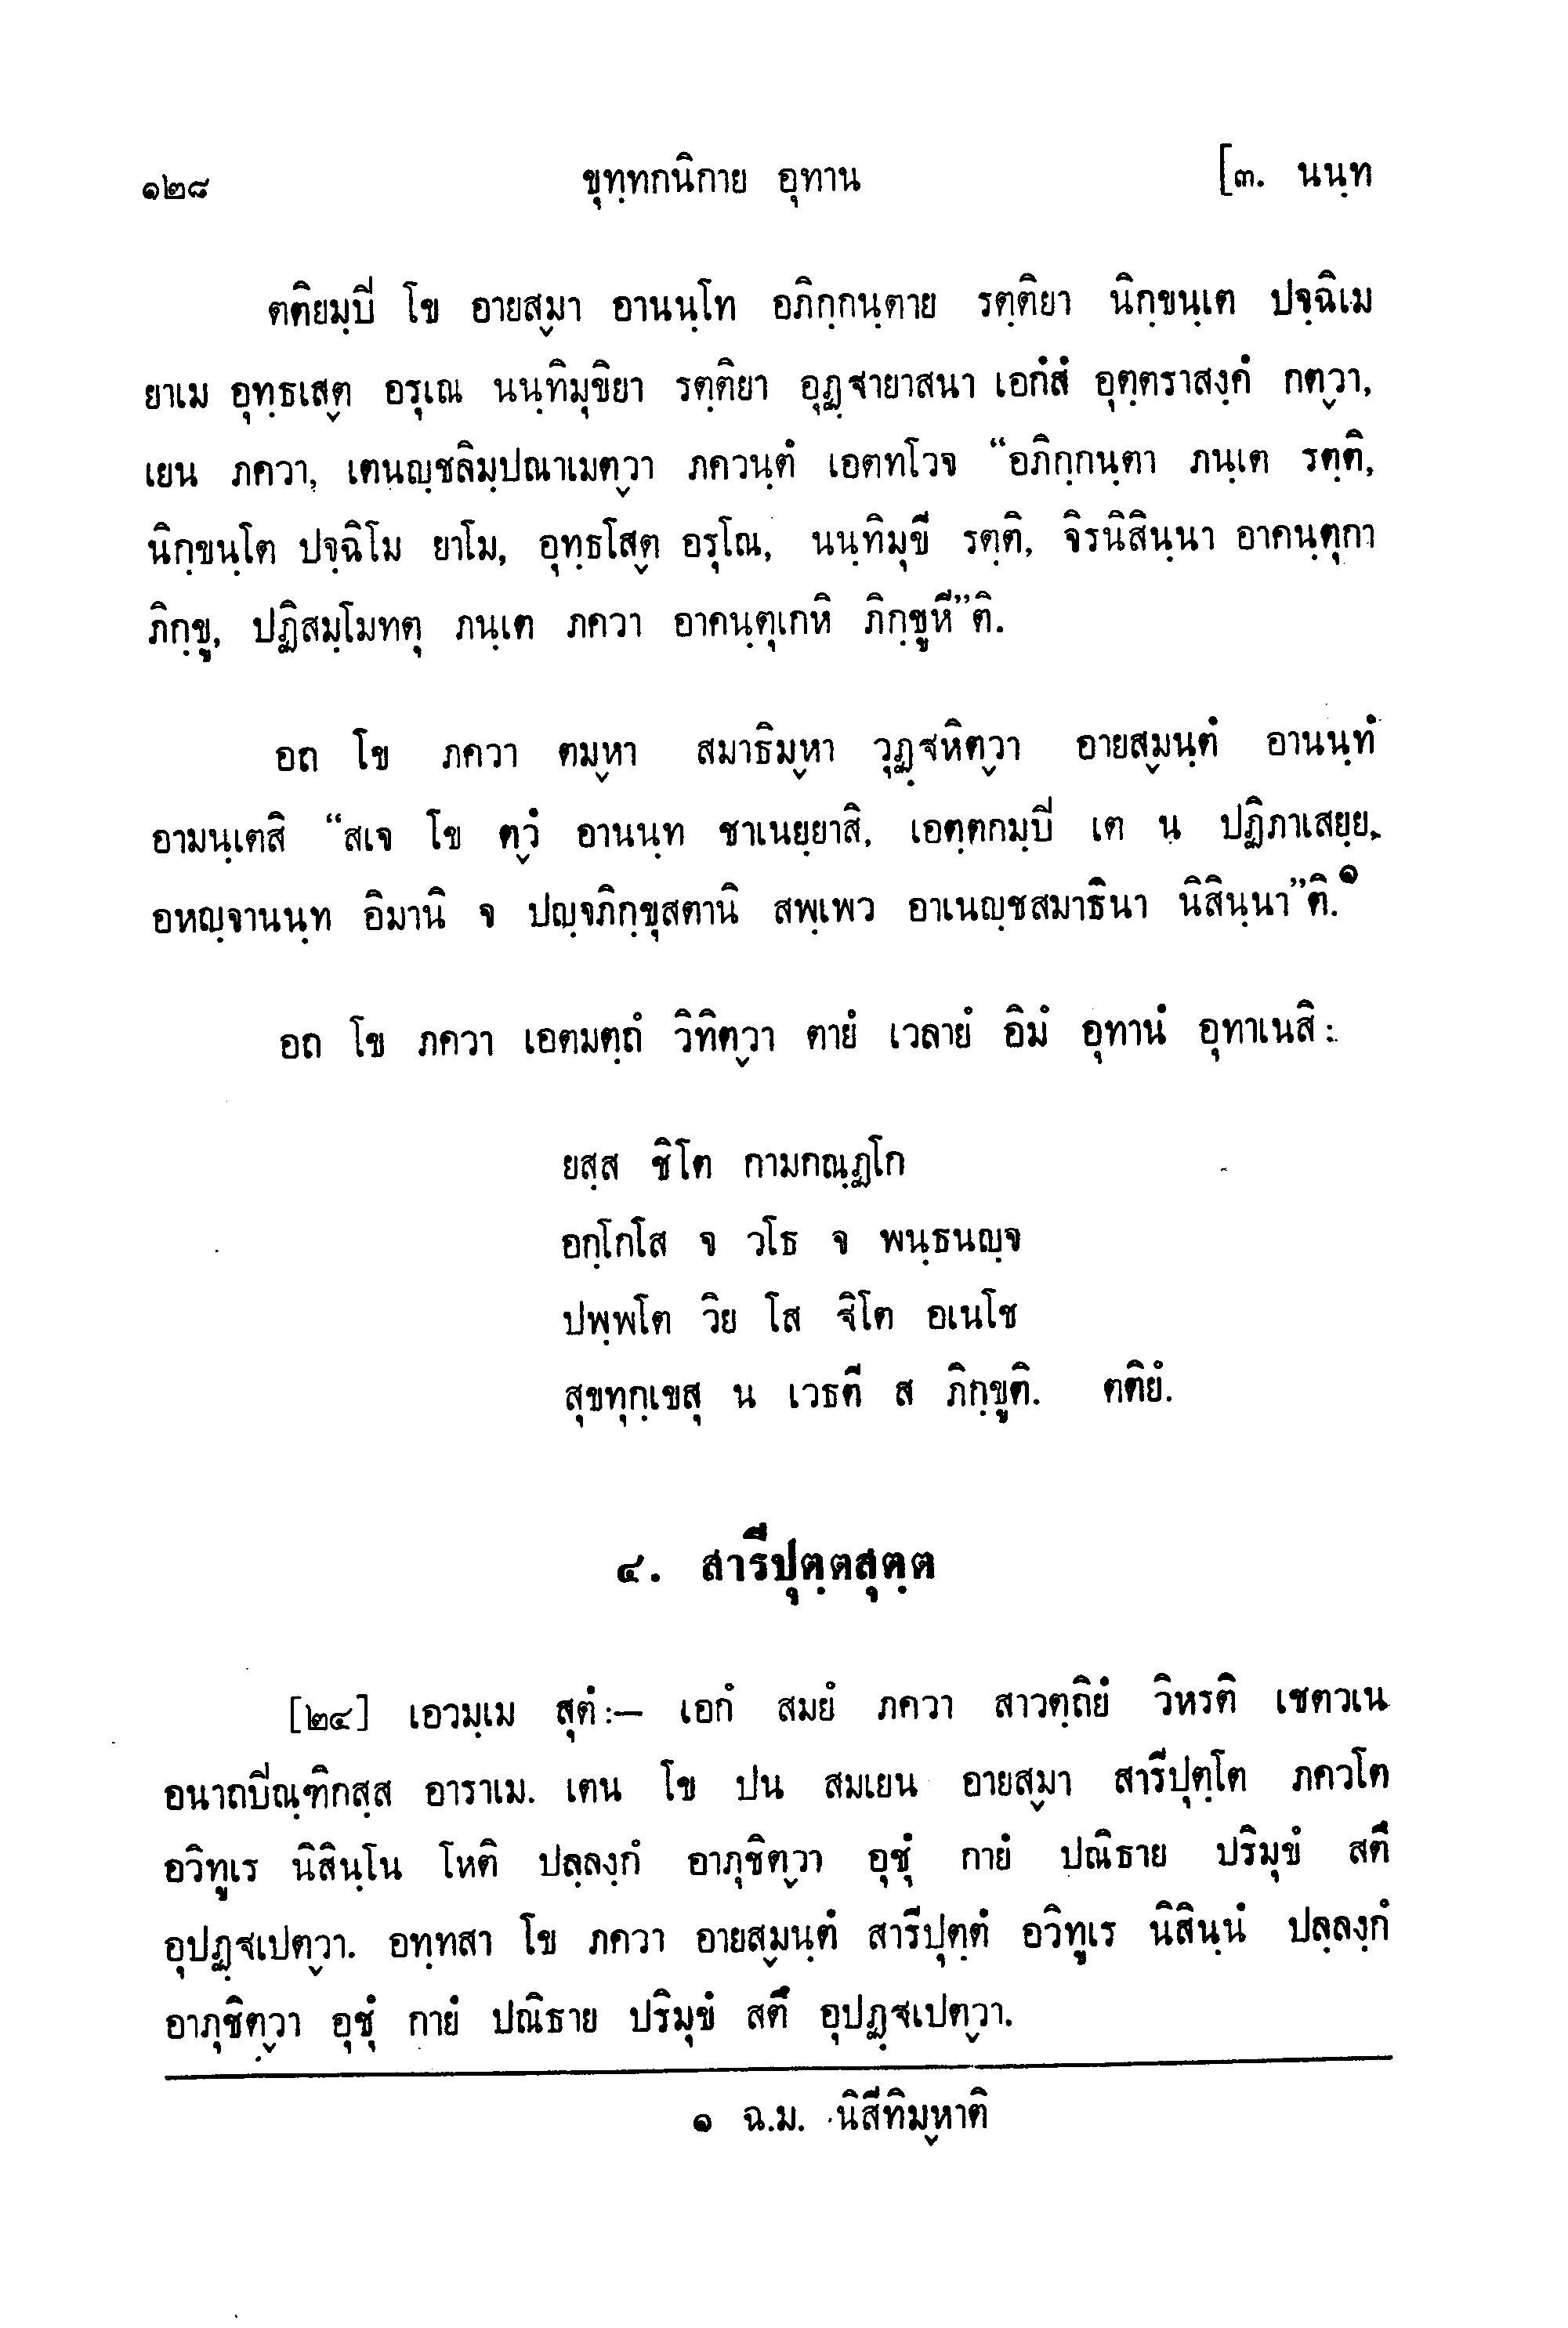 ๑๒๘ ขุทฺทกนิกาย อุทาน [๓. นนฺท
ตติยมฺปิ โข อายสฺมา อานนฺโท อภิกฺกนฺตาย รตฺติยา นิกฺขนฺเต ปจฺฉิเม
ยาเม อุทฺธเสฺต อรุเณ นนฺทิมุขิยา รตฺติยา อุฏฺฐายาสนา เอกํสํ อุตฺตราสงฺคํ กตฺวา,
เยน ภควา, เตนญฺชลิมฺปณาเมตฺวา ภควนฺตํ เอตทโวจ “อภิกฺกนฺตา ภนฺเต รตฺติ,
นิกฺขนฺโต ปจฺฉิโม ยาโม, อุทฺธโสฺต อรุโณ, นนฺทิมุขี รตฺติ, จิรนิสินฺนา อาคนฺตุกา
ภิกฺขู, ปฏิสมฺโมทตุ ภนฺเต ภควา อาคนฺตุเกหิ ภิกฺขูหี”ติ.
อถ โข ภควา ตมฺหา สมาธิมฺหา วุฏฺฐหิตฺวา อายสฺมนฺตํ อานนฺทํ
อามนฺเตสิ “สเจ โข ตฺวํ อานนฺท ชาเนยฺยาสิ, เอตฺตกมฺปิ เต น ปฏิภาเสยฺย,
อหญฺจานนฺท อิมานิ จ ปญฺจภิกฺขุสตานิ สพฺเพว อาเนญฺชสมาธินา นิสินฺนา”ติ.๑
อถ โข ภควา เอตมตฺถํ วิทิตฺวา ตายํ เวลายํ อิมํ อุทานํ อุทาเนสิ:
ยสฺส ชิโต กามกณฺฏโก
อกฺโกโส จ วโธ จ พนฺธนญฺจ
ปพฺพโต วิย โส ฐิโต อเนโช
สุขทุกฺเขสุ น เวธตี ส ภิกฺขูติ. ตติยํ.
๔. สารีปุตฺตสุตฺต
[๒๔] เอวมฺเม สุตํ:– เอกํ สมยํ ภควา สาวตฺถิยํ วิหรติ เชตวเน
อนาถปิณฺฑิกสฺส อาราเม. เตน โข ปน สมเยน อายสฺมา สารีปุตฺโต ภควโต
อวิทูเร นิสินฺโน โหติ ปลฺลงฺกํ อาภุชิตฺวา อุชุํ กายํ ปณิธาย ปริมุขํ สตึ
อุปฏฺฐเปตฺวา. อทฺทสา โข ภควา อายสฺมนฺตํ สารีปุตฺตํ อวิทูเร นิสินฺนํ ปลฺลงฺกํ
อาภุชิตฺวา อุชุํ กายํ ปณิธาย ปริมุขํ สตึ อุปฏฺฐเปตฺวา.
๑ ฉ.ม. นิสีทิมฺหาติ